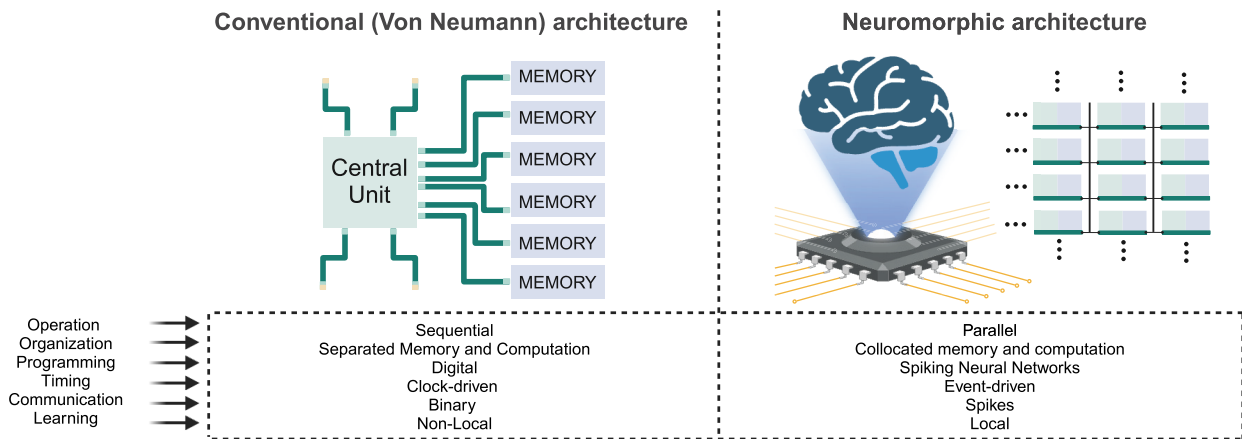 Conventional (Von Neumann) architecture
Neuromorphic architecture
Central
Unit
MEMORY
MEMORY
MEMORY
MEMORY
MEMORY
MEMORY
Operation
Organization
Programming
Timing
Communication
Learning
Sequential
Separated Memory and Computation
Digital
Clock-driven
Binary
Non-Local
Parallel
Collocated memory and computation
Spiking Neural Networks
Event-driven
Spikes
Local